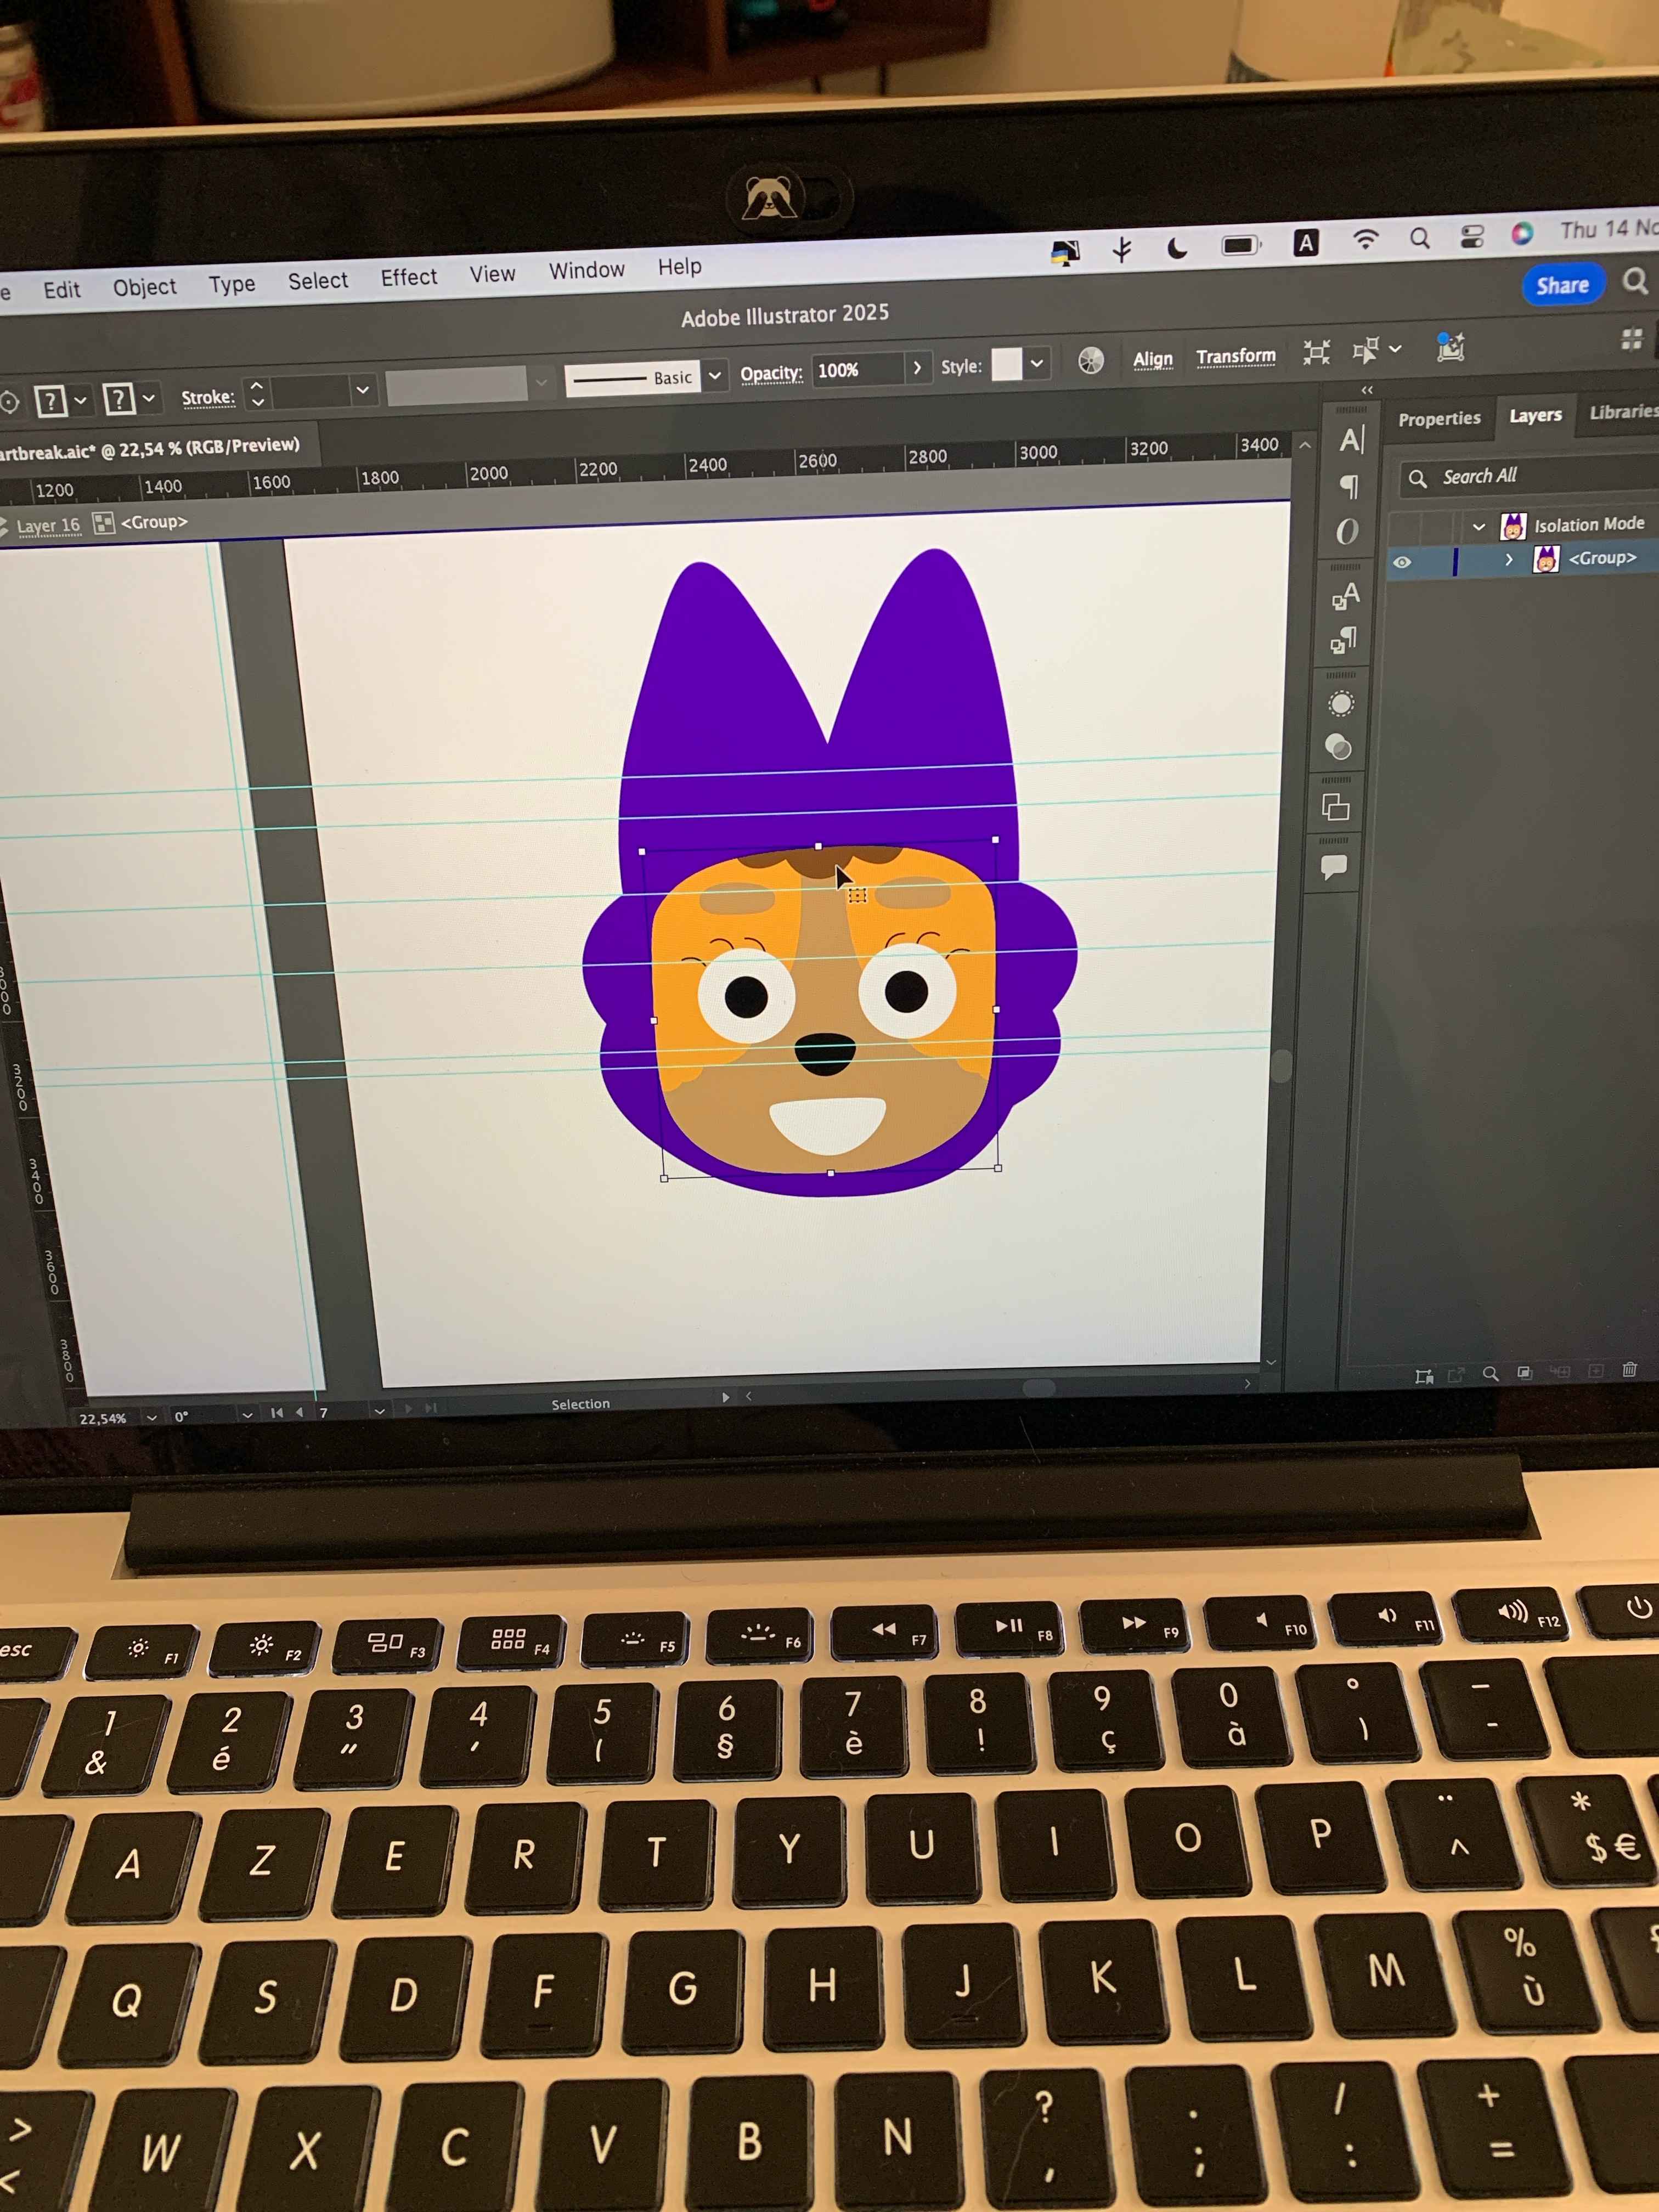 Edit Object Type Select Effect View Window Help A Thu 14 No
Adobe Illustrator 2025 Share
? ? Stroke: Basic Opacity: 100% Style: Align Transform
artbreak.aic* @ 22,54 % (RGB/Preview)
Properties Layers Libraries
1200 1400 1600 1800 2000 2200 2400 2600 2800 3000 3200 3400
Layer 16 <Group>
Search All
Isolation Mode
<Group>
3200
3400
3600
3800
22,54% 0° 7 Selection
esc F1 F2 F3 F4 F5 F6 F7 F8 F9 F10 F11 F12
1 2 3 4 5 6 7 8 9 0 ° _
& é " ' ( § è ! ç à ) -
A Z E R T Y U I O P ¨ *
^ $ €
Q S D F G H J K L M %
ù
> W X C V B N ? . / +
< , ; : =